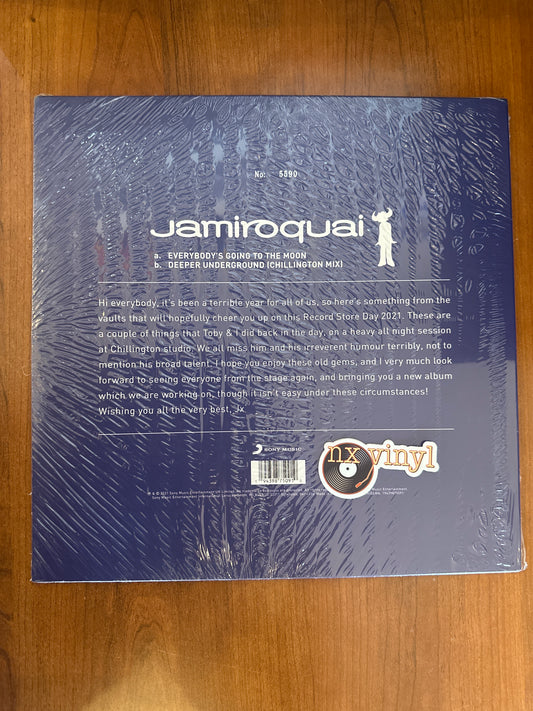 No: 5590
Jamiroquai
a. EVERYBODY'S GOING TO THE MOON
b. DEEPER UNDERGROUND (CHILLINGTON MIX)
Hi everybody, it's been a terrible year for all of us, so here's something from the
vaults that will hopefully cheer you up on this Record Store Day 2021. These are
a couple of things that Toby & I did back in the day, on a heavy all night session
at Chillington studio. We all miss him and his irreverent humour terribly, not to
mention his broad talent. I hope you enjoy these old gems, and I very much look
forward to seeing everyone from the stage again, and bringing you a new album
which we are working on, though it isn't easy under these circumstances!
Wishing you all the very best, Jx
SONY MUSIC
nx vinyl